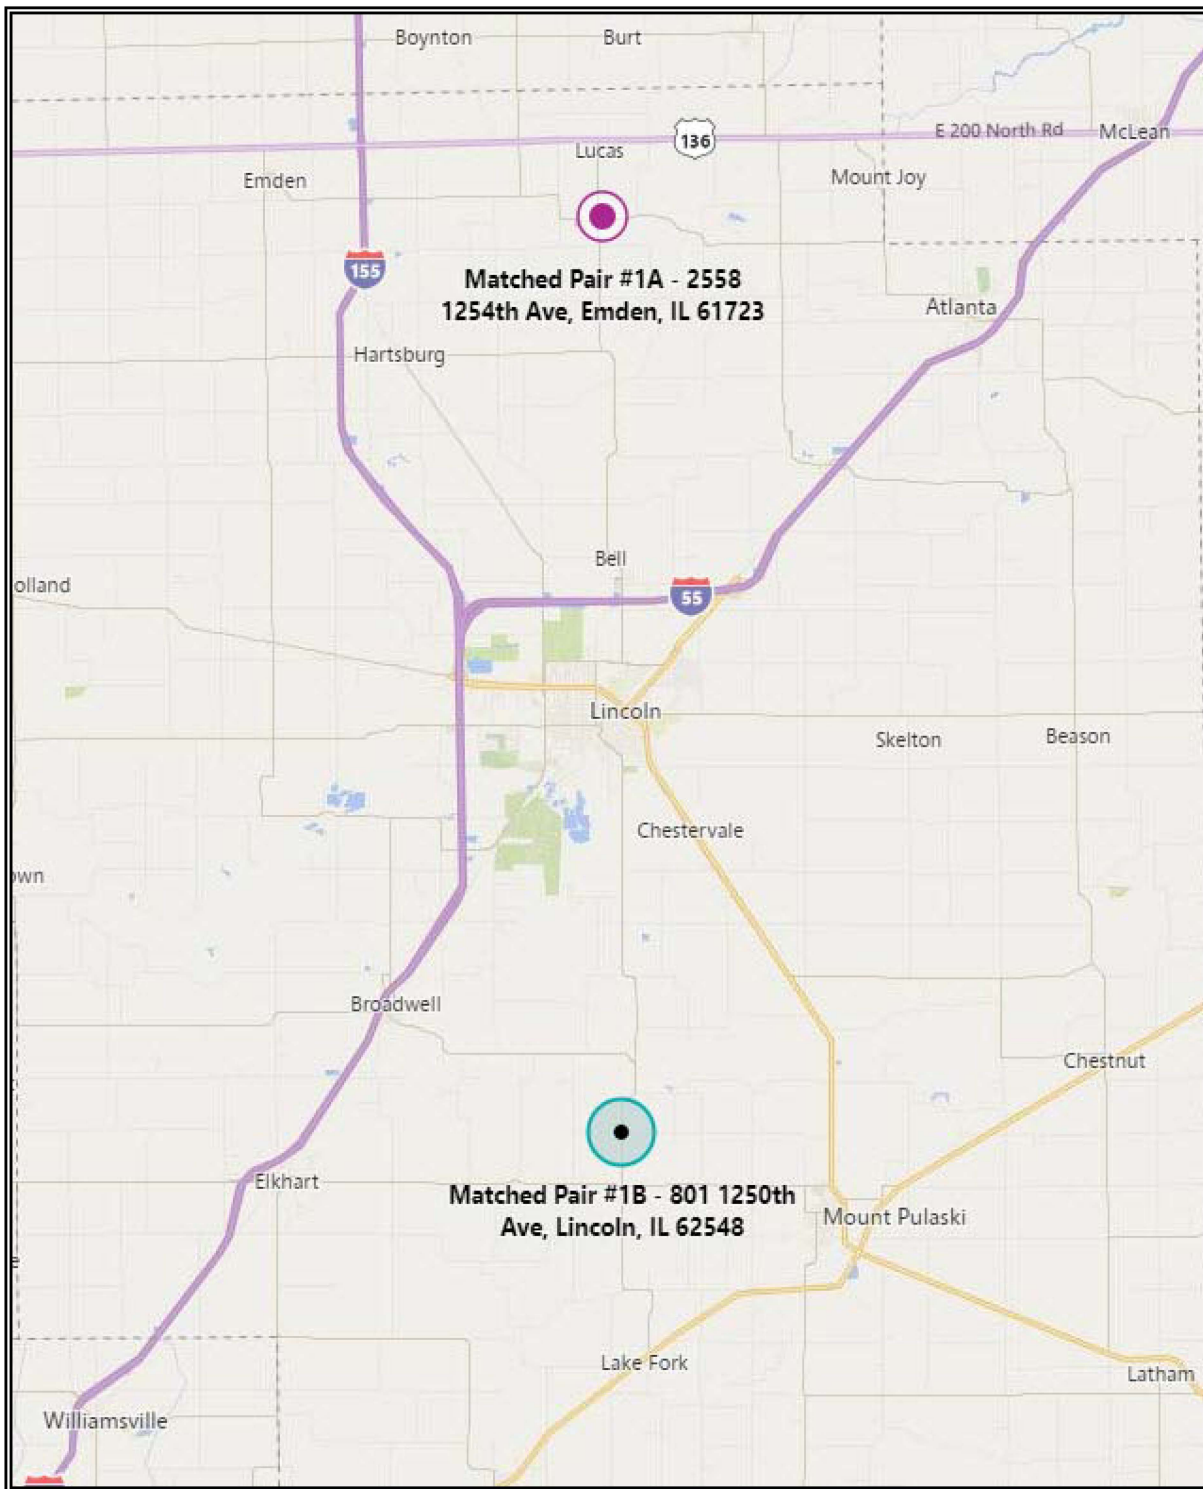 Boynton
Burt
136
E 200 North Rd
McLean
Lucas
Emden
Mount Joy
155
Matched Pair #1A - 2558
1254th Ave, Emden, IL 61723
Atlanta
Hartsburg
Bell
olland
55
Lincoln
Skelton
Beason
Chestervale
own
Broadwell
Chestnut
Elkhart
Matched Pair #1B - 801 1250th
Ave, Lincoln, IL 62548
Mount Pulaski
e
Lake Fork
Latham
Williamsville